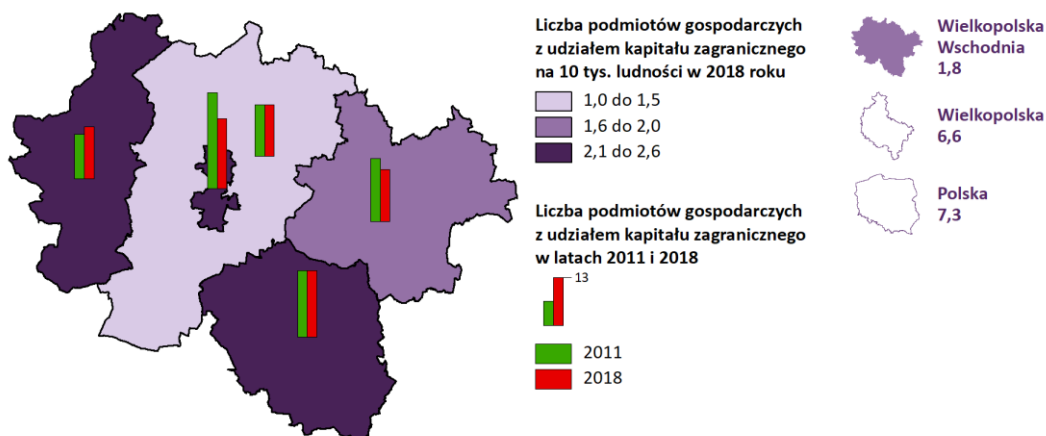 Liczba podmiotów gospodarczych
z udziałem kapitału zagranicznego
na 10 tys. ludności w 2018 roku
1,0 do 1,5
1,6 do 2,0
2,1 do 2,6
Liczba podmiotów gospodarczych
z udziałem kapitału zagranicznego
w latach 2011 i 2018
13
2011
2018
Wielkopolska
Wschodnia
1,8
Wielkopolska
6,6
Polska
7,3